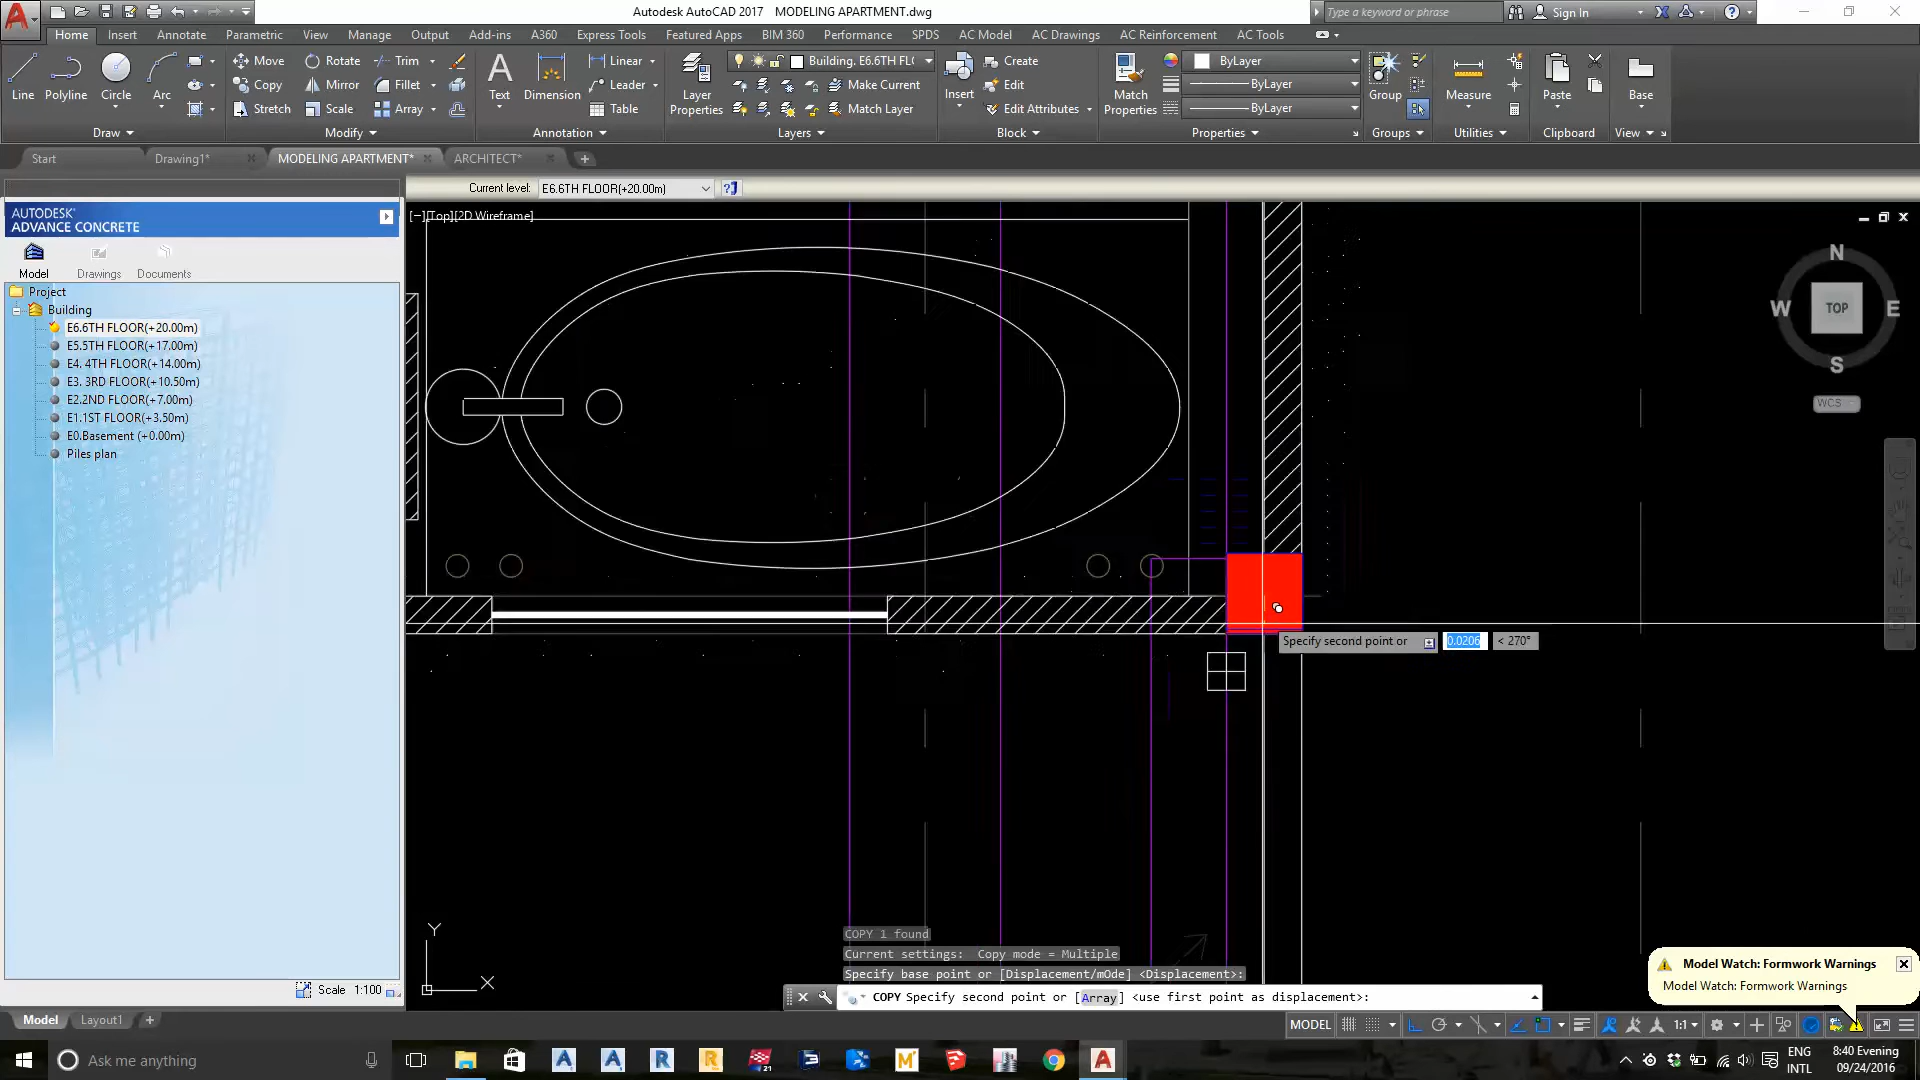 Autodesk AutoCAD 2017 MODELING APARTMENT.dwg
Type a keyword or phrase
Sign In
Home Insert Annotate Parametric View Manage Output Add-ins A360 Express Tools Featured Apps BIM 360 Performance SPDS AC Model AC Drawings AC Reinforcement AC Tools
Line Polyline Circle Arc
Move Rotate Trim
Copy Mirror Fillet
Stretch Scale Array
Text Dimension
Linear
Leader
Table
Layer Properties
Building. E6.6TH FL
Make Current
Match Layer
Insert
Create
Edit
Edit Attributes
Match Properties
ByLayer
ByLayer
ByLayer
Group
Measure
Paste
Base
Draw Modify Annotation Layers Block Properties Groups Utilities Clipboard View
Start Drawing1* MODELING APARTMENT* ARCHITECT*
Current level: E6.6TH FLOOR(+20.00m)
AUTODESK
ADVANCE CONCRETE
Model Drawings Documents
Project
Building
E6.6TH FLOOR(+20.00m)
E5.5TH FLOOR(+17.00m)
E4. 4TH FLOOR(+14.00m)
E3. 3RD FLOOR(+10.50m)
E2.2ND FLOOR(+7.00m)
E1.1ST FLOOR(+3.50m)
E0.Basement (+0.00m)
Piles plan
[−][Top][2D Wireframe]
N
W TOP E
S
WCS
Specify second point or 0.0206 < 270°
Y
X
COPY 1 found
Current settings: Copy mode = Multiple
Specify base point or [Displacement/mOde] <Displacement>:
COPY Specify second point or [Array] <use first point as displacement>:
Model Watch: Formwork Warnings
Model Watch: Formwork Warnings
Scale 1:100
Model Layout1
MODEL 1:1
Ask me anything
21
ENG
INTL
8:40 Evening
09/24/2016